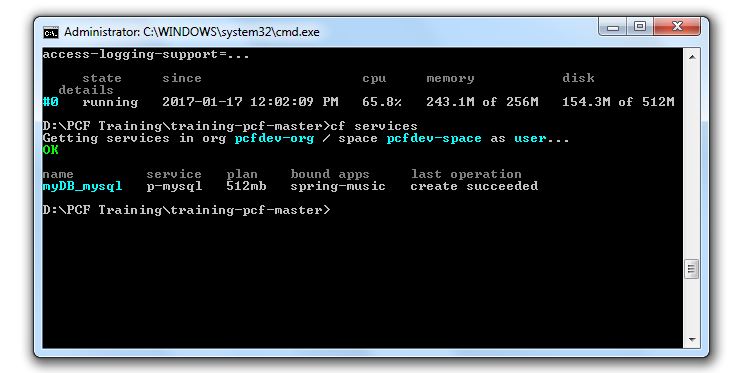 Administrator: C:\WINDOWS\system32\cmd.exe
access-logging-support=...
state since cpu memory disk
details
#0 running 2017-01-17 12:02:09 PM 65.8% 243.1M of 256M 154.3M of 512M
D:\PCF Training\training-pcf-master>cf services
Getting services in org pcfdev-org / space pcfdev-space as user...
OK
name service plan bound apps last operation
myDB_mysql p-mysql 512mb spring-music create succeeded
D:\PCF Training\training-pcf-master>